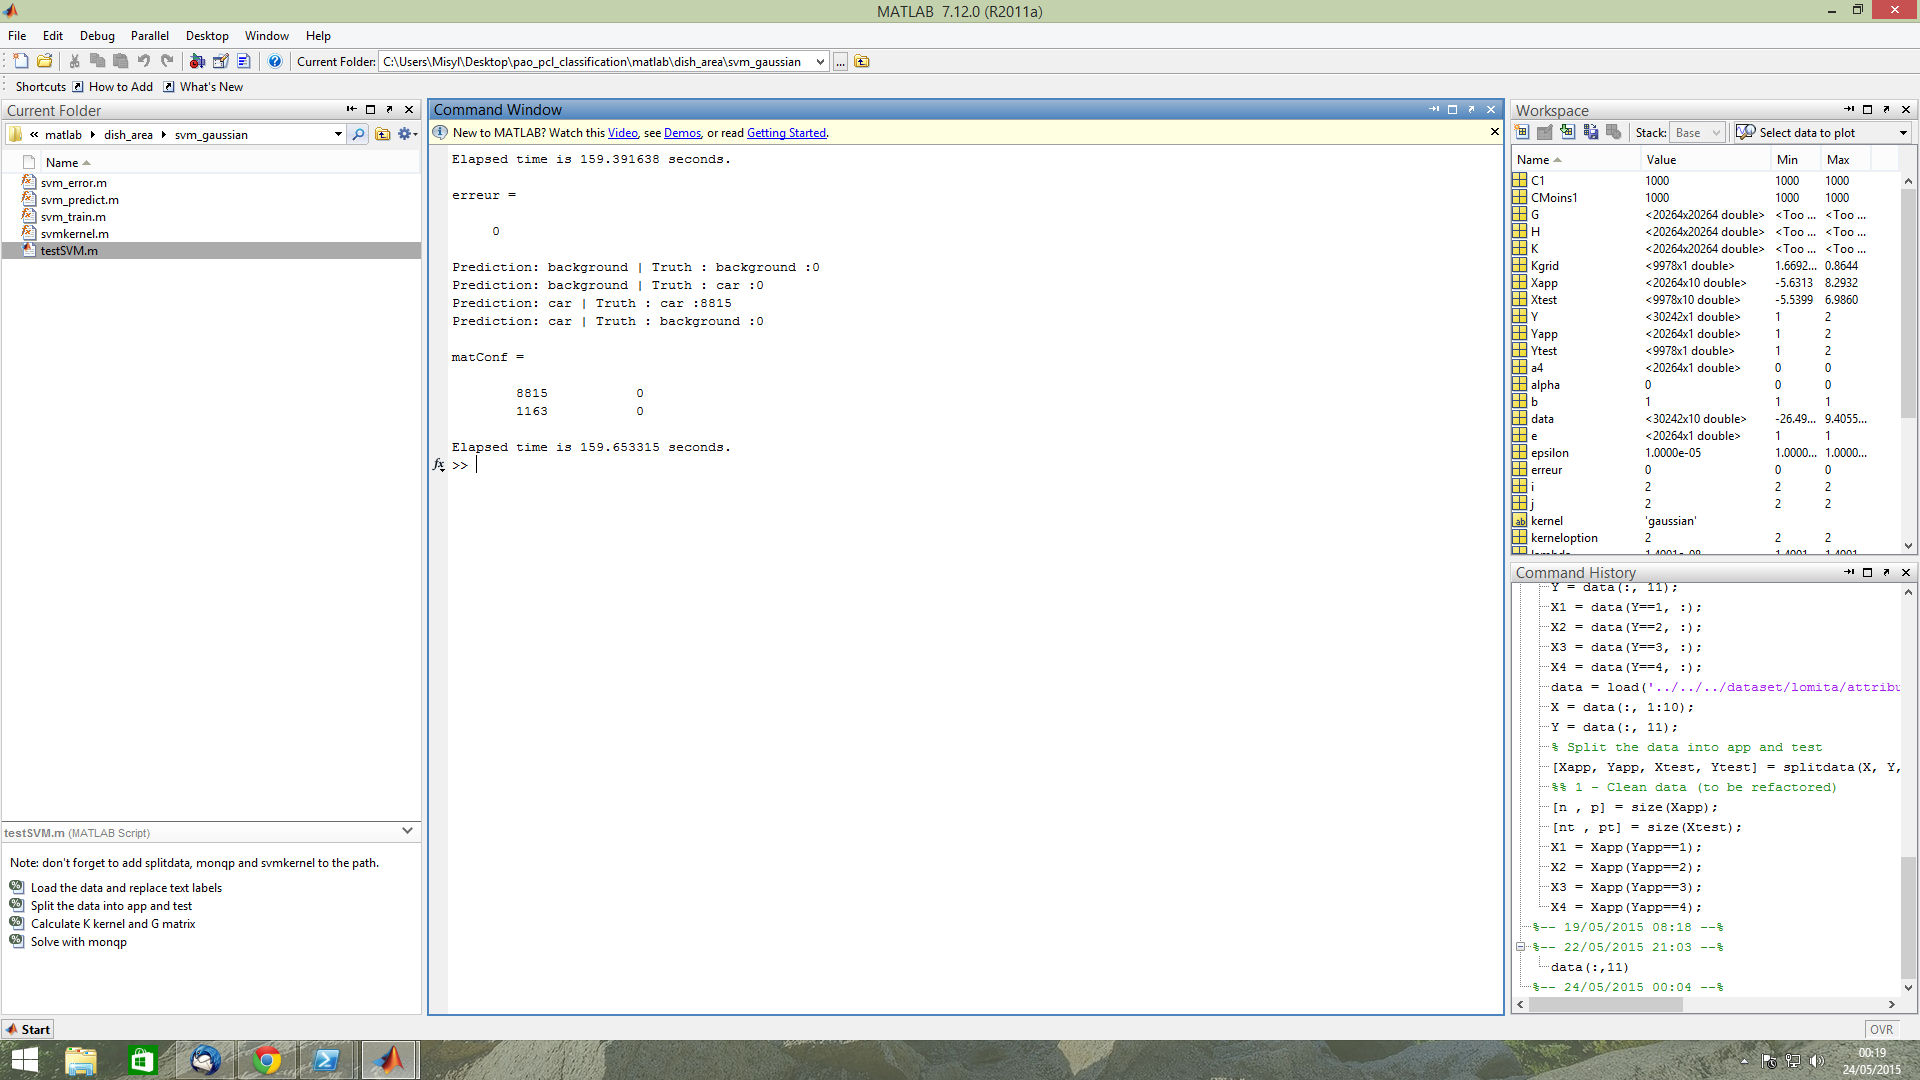 MATLAB 7.12.0 (R2011a)
File Edit Debug Parallel Desktop Window Help
Current Folder: C:\Users\Misyl\Desktop\pao_pcl_classification\matlab\dish_area\svm_gaussian ...
Shortcuts How to Add What's New
Current Folder
« matlab dish_area svm_gaussian
Name
svm_error.m
svm_predict.m
svm_train.m
svmkernel.m
testSVM.m
testSVM.m (MATLAB Script)
Note: don't forget to add splitdata, monqp and svmkernel to the path.
Load the data and replace text labels
Split the data into app and test
Calculate K kernel and G matrix
Solve with monqp
Command Window
New to MATLAB? Watch this Video, see Demos, or read Getting Started.
Elapsed time is 159.391638 seconds.
erreur =
0
Prediction: background | Truth : background :0
Prediction: background | Truth : car :0
Prediction: car | Truth : car :8815
Prediction: car | Truth : background :0
matConf =
8815 0
1163 0
Elapsed time is 159.653315 seconds.
fx >>
Workspace
Stack: Base Select data to plot
Name Value Min Max
C1 1000 1000 1000
CMoins1 1000 1000 1000
G <20264x20264 double> <Too ... <Too ...
H <20264x20264 double> <Too ... <Too ...
K <20264x20264 double> <Too ... <Too ...
Kgrid <9978x1 double> 1.6692... 0.8644
Xapp <20264x10 double> -5.6313 8.2932
Xtest <9978x10 double> -5.5399 6.9860
Y <30242x1 double> 1 2
Yapp <20264x1 double> 1 2
Ytest <9978x1 double> 1 2
a4 <20264x1 double> 0 0
alpha 0 0 0
b 1 1 1
data <30242x10 double> -26.49... 9.4055...
e <20264x1 double> 1 1
epsilon 1.0000e-05 1.0000... 1.0000...
erreur 0 0 0
i 2 2 2
j 2 2 2
kernel 'gaussian'
kerneloption 2 2 2
Command History
Y = data(:, 11);
X1 = data(Y==1, :);
X2 = data(Y==2, :);
X3 = data(Y==3, :);
X4 = data(Y==4, :);
data = load('../../../dataset/lomita/attribu
X = data(:, 1:10);
Y = data(:, 11);
% Split the data into app and test
[Xapp, Yapp, Xtest, Ytest] = splitdata(X, Y,
%% 1 - Clean data (to be refactored)
[n , p] = size(Xapp);
[nt , pt] = size(Xtest);
X1 = Xapp(Yapp==1);
X2 = Xapp(Yapp==2);
X3 = Xapp(Yapp==3);
X4 = Xapp(Yapp==4);
%-- 19/05/2015 08:18 --%
%-- 22/05/2015 21:03 --%
data(:,11)
%-- 24/05/2015 00:04 --%
Start
OVR
00:19
24/05/2015